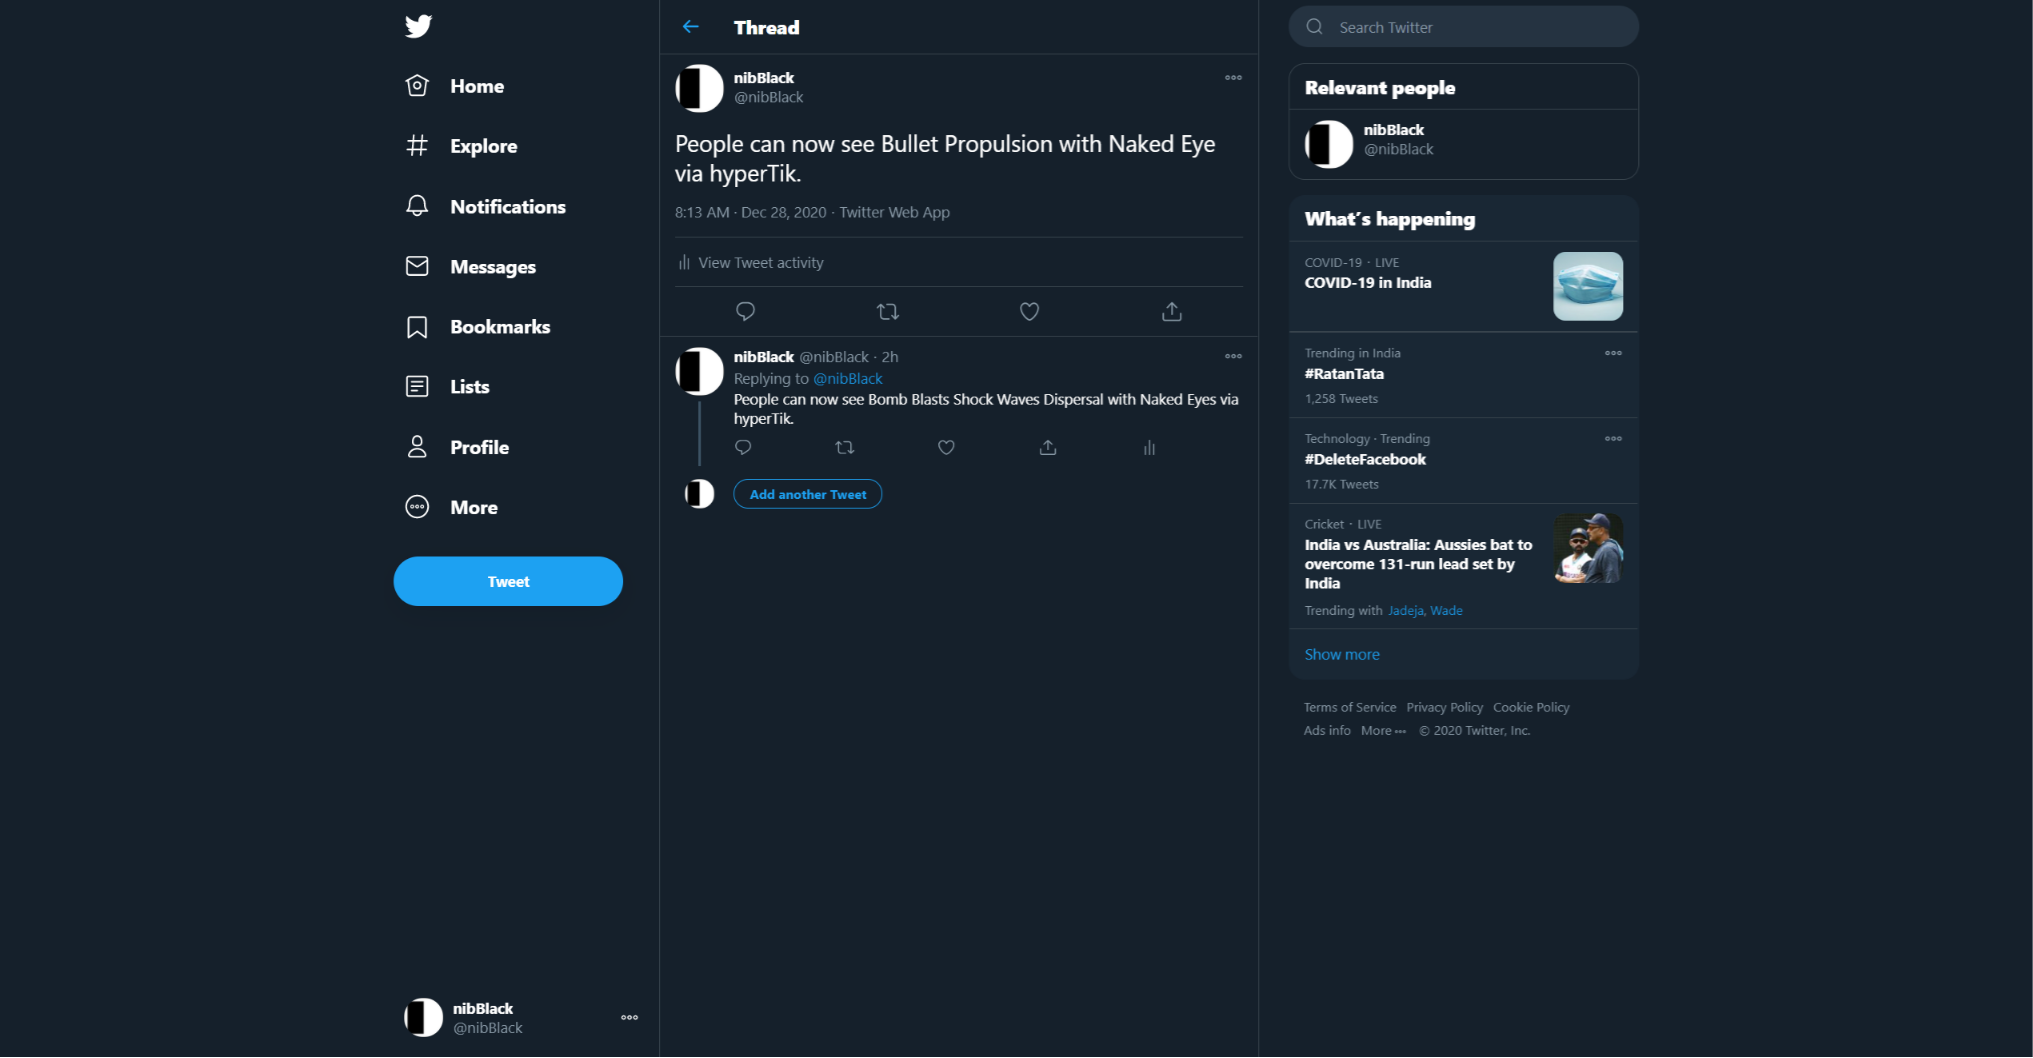 Home
Explore
Notifications
Messages
Bookmarks
Lists
Profile
More
Tweet
nibBlack
@nibBlack
Thread
nibBlack
@nibBlack
People can now see Bullet Propulsion with Naked Eye
via hyperTik.
8:13 AM · Dec 28, 2020 · Twitter Web App
View Tweet activity
nibBlack @nibBlack · 2h
Replying to @nibBlack
People can now see Bomb Blasts Shock Waves Dispersal with Naked Eyes via
hyperTik.
Add another Tweet
Search Twitter
Relevant people
nibBlack
@nibBlack
What's happening
COVID-19 · LIVE
COVID-19 in India
Trending in India
#RatanTata
1,258 Tweets
Technology · Trending
#DeleteFacebook
17.7K Tweets
Cricket · LIVE
India vs Australia: Aussies bat to
overcome 131-run lead set by
India
Trending with Jadeja, Wade
Show more
Terms of Service Privacy Policy Cookie Policy
Ads info More © 2020 Twitter, Inc.